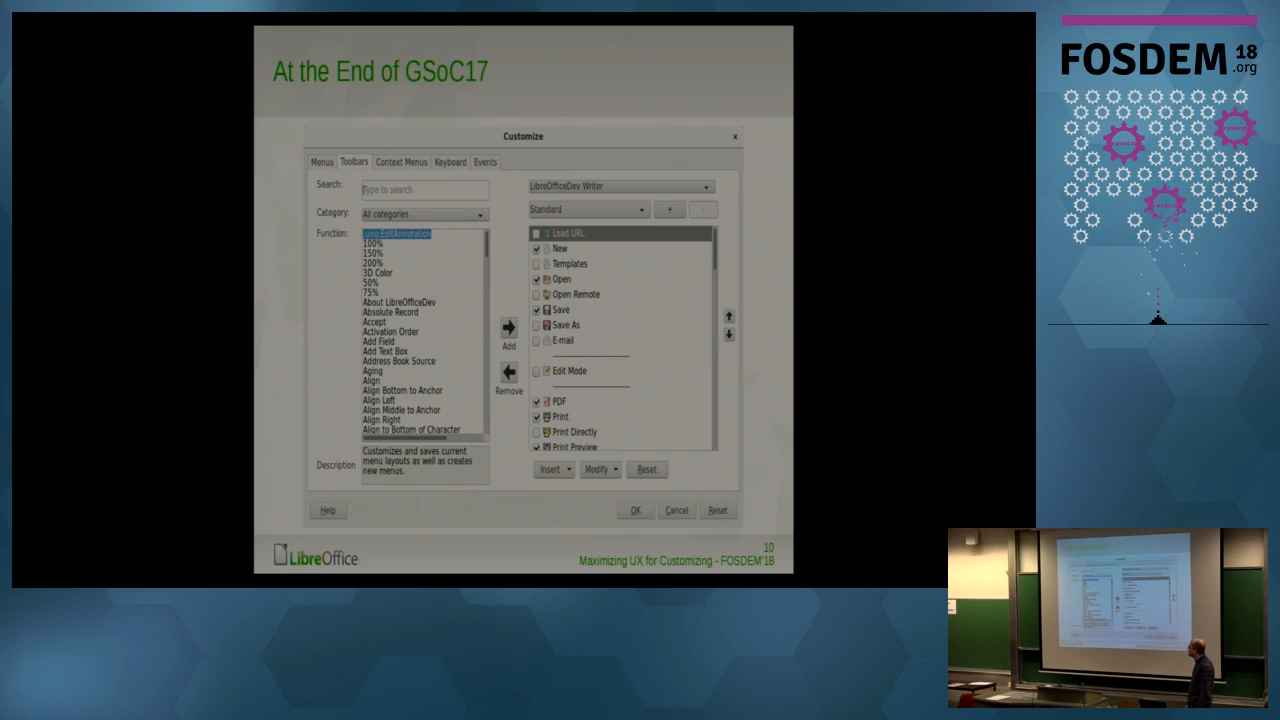 At the End of GSoC17
Customize
x
Menus Toolbars Context Menus Keyboard Events
Search:
Type to search
Category:
All categories
Function:
.uno:EditAnnotation
100%
150%
200%
3D Color
50%
75%
About LibreOfficeDev
Absolute Record
Accept
Activation Order
Add Field
Add Text Box
Address Book Source
Aging
Align
Align Bottom to Anchor
Align Left
Align Middle to Anchor
Align Right
Align to Bottom of Character
Description
Customizes and saves current
menu layouts as well as creates
new menus.
Add
Remove
LibreOfficeDev Writer
Standard
+
-
Load URL
New
Templates
Open
Open Remote
Save
Save As
E-mail
Edit Mode
PDF
Print
Print Directly
Print Preview
Insert Modify Reset
Help
OK Cancel Reset
LibreOffice
10
Maximizing UX for Customizing - FOSDEM'18
FOSDEM 18
.org